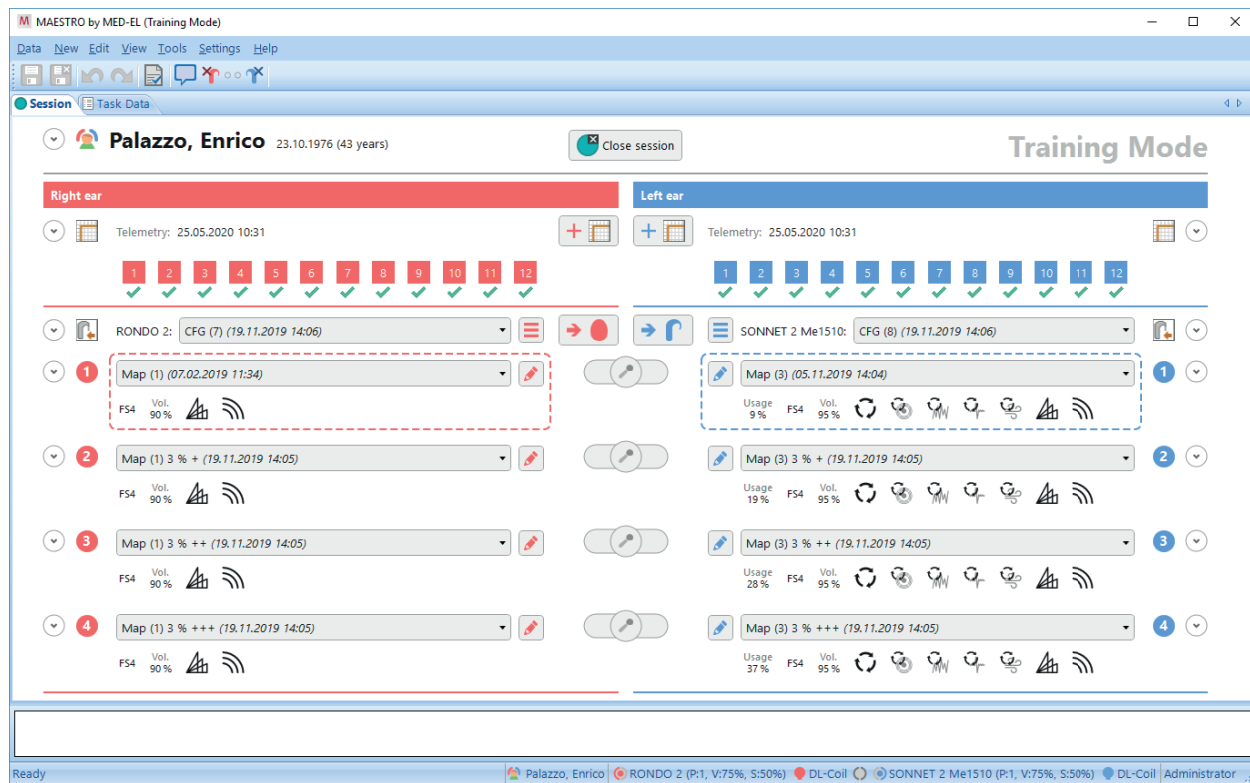 MAESTRO by MED-EL (Training Mode)
Data New Edit View Tools Settings Help
Session Task Data
Palazzo, Enrico 23.10.1976 (43 years) Close session Training Mode
Right ear Left ear
Telemetry: 25.05.2020 10:31 Telemetry: 25.05.2020 10:31
1 2 3 4 5 6 7 8 9 10 11 12 1 2 3 4 5 6 7 8 9 10 11 12
RONDO 2: CFG (7) (19.11.2019 14:06) SONNET 2 Me1510: CFG (8) (19.11.2019 14:06)
1 Map (1) (07.02.2019 11:34) Map (3) (05.11.2019 14:04) 1
FS4 Vol. 90 % Usage 9 % FS4 Vol. 95 %
2 Map (1) 3 % + (19.11.2019 14:05) Map (3) 3 % + (19.11.2019 14:05) 2
FS4 Vol. 90 % Usage 19 % FS4 Vol. 95 %
3 Map (1) 3 % ++ (19.11.2019 14:05) Map (3) 3 % ++ (19.11.2019 14:05) 3
FS4 Vol. 90 % Usage 28 % FS4 Vol. 95 %
4 Map (1) 3 % +++ (19.11.2019 14:05) Map (3) 3 % +++ (19.11.2019 14:05) 4
FS4 Vol. 90 % Usage 37 % FS4 Vol. 95 %
Ready Palazzo, Enrico RONDO 2 (P:1, V:75%, S:50%) DL-Coil SONNET 2 Me1510 (P:1, V:75%, S:50%) DL-Coil Administrator